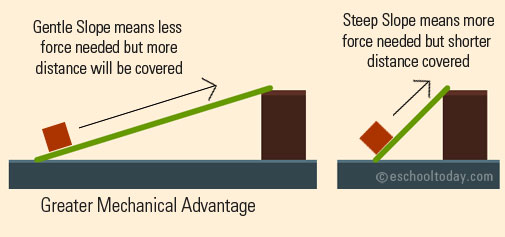 Gentle Slope means less
force needed but more
distance will be covered
Steep Slope means more
force needed but shorter
distance covered
© eschooltoday.com
Greater Mechanical Advantage